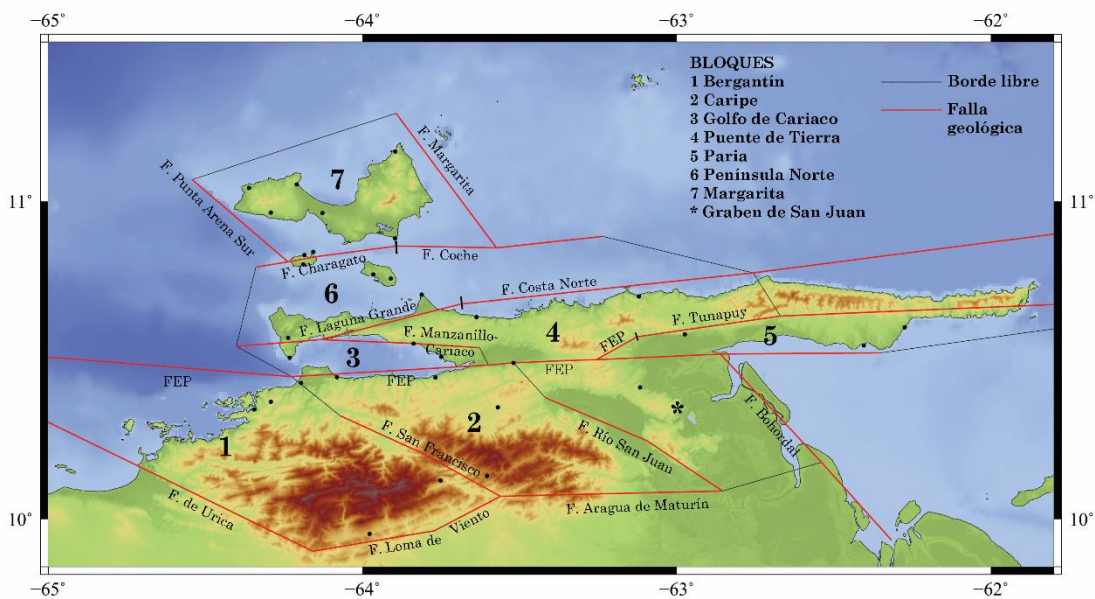 −65˚
−64˚
−63˚
−62˚
BLOQUES
1 Bergantín
2 Caripe
3 Golfo de Cariaco
4 Puente de Tierra
5 Paria
6 Península Norte
7 Margarita
* Graben de San Juan
Borde libre
Falla
geológica
11˚
11˚
F. Margarita
7
F. Punta Arena Sur
F. Charagato
F. Coche
6
F. Costa Norte
F. Laguna Grande
F. Manzanillo-
Cariaco
4
F. Tunapuy
5
3
FEP
FEP
FEP
FEP
*
2
1
F. San Francisco
F. Río San Juan
F. Bohordal
F. de Urica
F. Loma de Viento
F. Aragua de Maturín
10˚
10˚
−65˚
−64˚
−63˚
−62˚